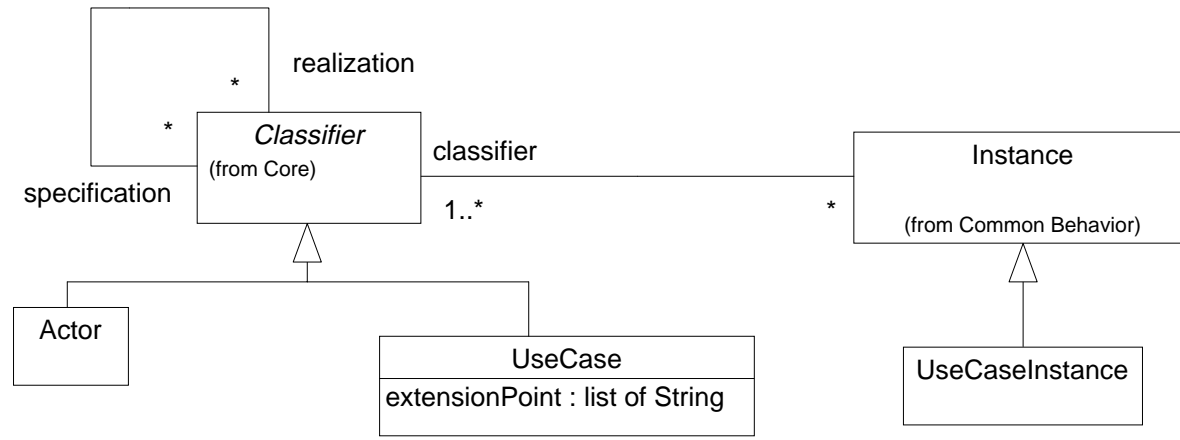 realization
*
*
Classifier
(from Core)
specification
classifier
1..*
*
Instance
(from Common Behavior)
Actor
UseCase
extensionPoint : list of String
UseCaseInstance